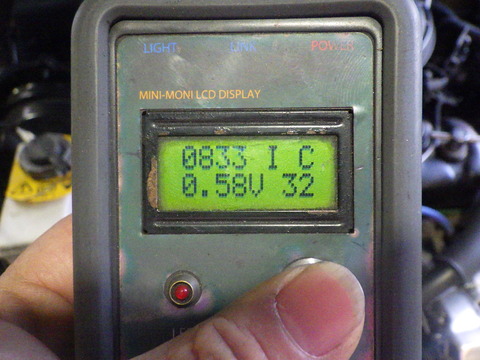 LIGHT LINK POWER
MINI-MONI LCD DISPLAY
0833 I C
0.58V 32